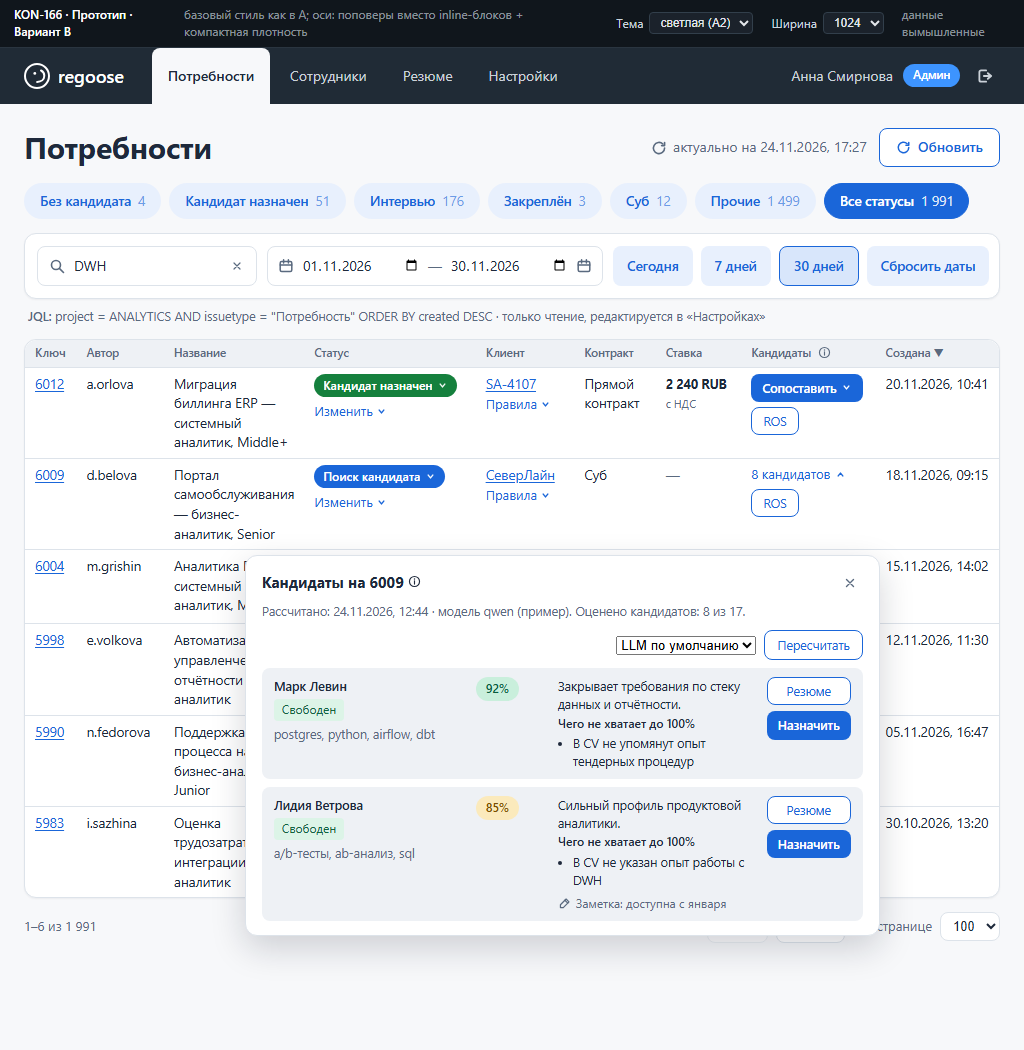 KON-166 · Прототип · Вариант B
базовый стиль как в A; оси: поповеры вместо inline-блоков + компактная плотность
Тема светлая (A2) Ширина 1024 данные вымышленные
regoose Потребности Сотрудники Резюме Настройки Анна Смирнова Админ
Потребности
актуально на 24.11.2026, 17:27 Обновить
Без кандидата 4 Кандидат назначен 51 Интервью 176 Закреплён 3 Суб 12 Прочие 1 499 Все статусы 1 991
DWH 01.11.2026 — 30.11.2026 Сегодня 7 дней 30 дней Сбросить даты
JQL: project = ANALYTICS AND issuetype = "Потребность" ORDER BY created DESC · только чтение, редактируется в «Настройках»
Ключ Автор Название Статус Клиент Контракт Ставка Кандидаты Создана ▼
6012 a.orlova Миграция биллинга ERP — системный аналитик, Middle+ Кандидат назначен Изменить SA-4107 Правила Прямой контракт 2 240 RUB с НДС Сопоставить ROS 20.11.2026, 10:41
6009 d.belova Портал самообслуживания — бизнес-аналитик, Senior Поиск кандидата Изменить СеверЛайн Правила Суб — 8 кандидатов ROS 18.11.2026, 09:15
6004 m.grishin Аналитика системный аналитик, 15.11.2026, 14:02
5998 e.volkova отчётности аналитик 12.11.2026, 11:30
5990 n.fedorova Поддержка процесса Junior 05.11.2026, 16:47
5983 i.sazhina Оценка интеграции аналитик 30.10.2026, 13:20
Кандидаты на 6009
Рассчитано: 24.11.2026, 12:44 · модель qwen (пример). Оценено кандидатов: 8 из 17.
LLM по умолчанию Пересчитать
Марк Левин 92%
Свободен
postgres, python, airflow, dbt
Закрывает требования по стеку данных и отчётности.
Чего не хватает до 100%
• В CV не упомянут опыт тендерных процедур
Резюме
Назначить
Лидия Ветрова 85%
Свободен
a/b-тесты, ab-анализ, sql
Сильный профиль продуктовой аналитики.
Чего не хватает до 100%
• В CV не указан опыт работы с DWH
Заметка: доступна с января
Резюме
Назначить
1–6 из 1 991
странице 100